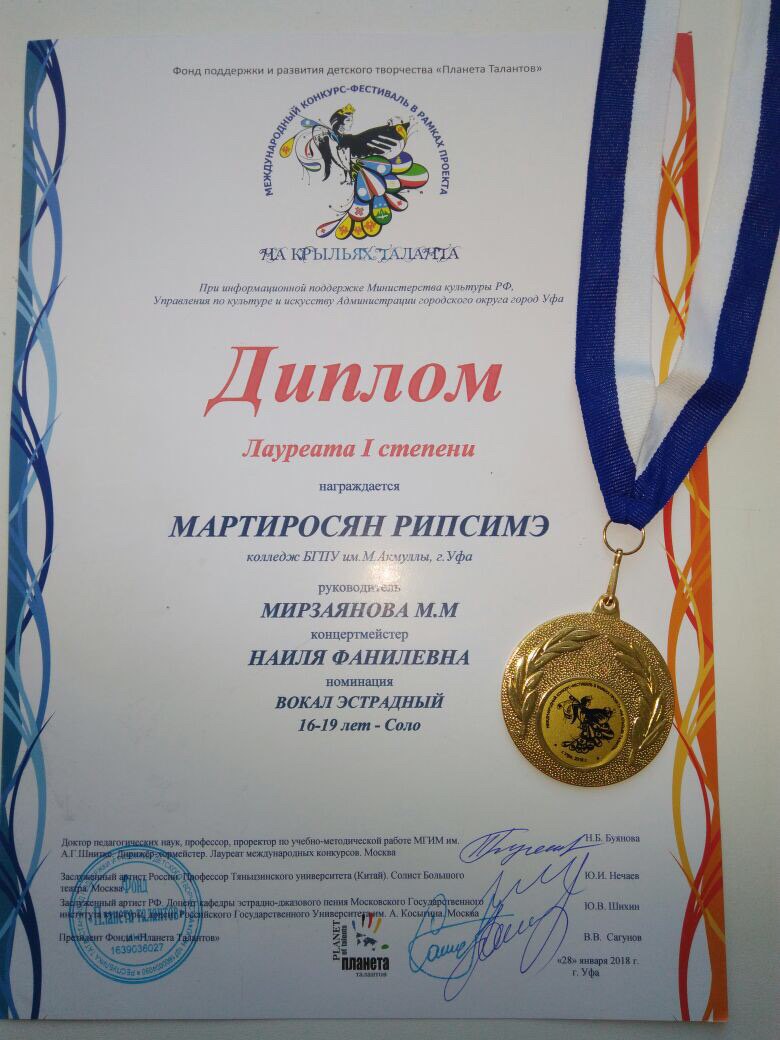 Фонд поддержки и развития детского творчества «Планета Талантов»
МЕЖДУНАРОДНЫЙ КОНКУРС-ФЕСТИВАЛЬ В РАМКАХ ПРОЕКТА
НА КРЫЛЬЯХ ТАЛАНТА
При информационной поддержке Министерства культуры РФ,
Управления по культуре и искусству Администрации городского округа город Уфа
Диплом
Лауреата I степени
награждается
МАРТИРОСЯН РИПСИМЭ
колледж БГПУ им.М.Акмуллы, г.Уфа
руководитель
МИРЗАЯНОВА М.М
концертмейстер
НАИЛЯ ФАНИЛЕВНА
номинация
ВОКАЛ ЭСТРАДНЫЙ
16-19 лет - Соло
Доктор педагогических наук, профессор, проректор по учебно-методической работе МГИМ им. Н.Б. Буянова
А.Г.Шнитке. Дирижер-хормейстер. Лауреат международных конкурсов. Москва
Заслуженный артист России. Профессор Тяньцзинского университета (Китай). Солист Большого Ю.И. Нечаев
театра. Москва
Заслуженный артист РФ. Доцент кафедры эстрадно-джазового пения Московского Государственного Ю.В. Шихин
института культуры, доцент Российского Государственного Университета им. А. Косыгина. Москва
Президент Фонда «Планета Талантов» В.В. Сагунов
Фонд
Планета талантов
ИНН
1639036027
PLANET
of talents
планета
талантов
«28» января 2018 г.
г. Уфа